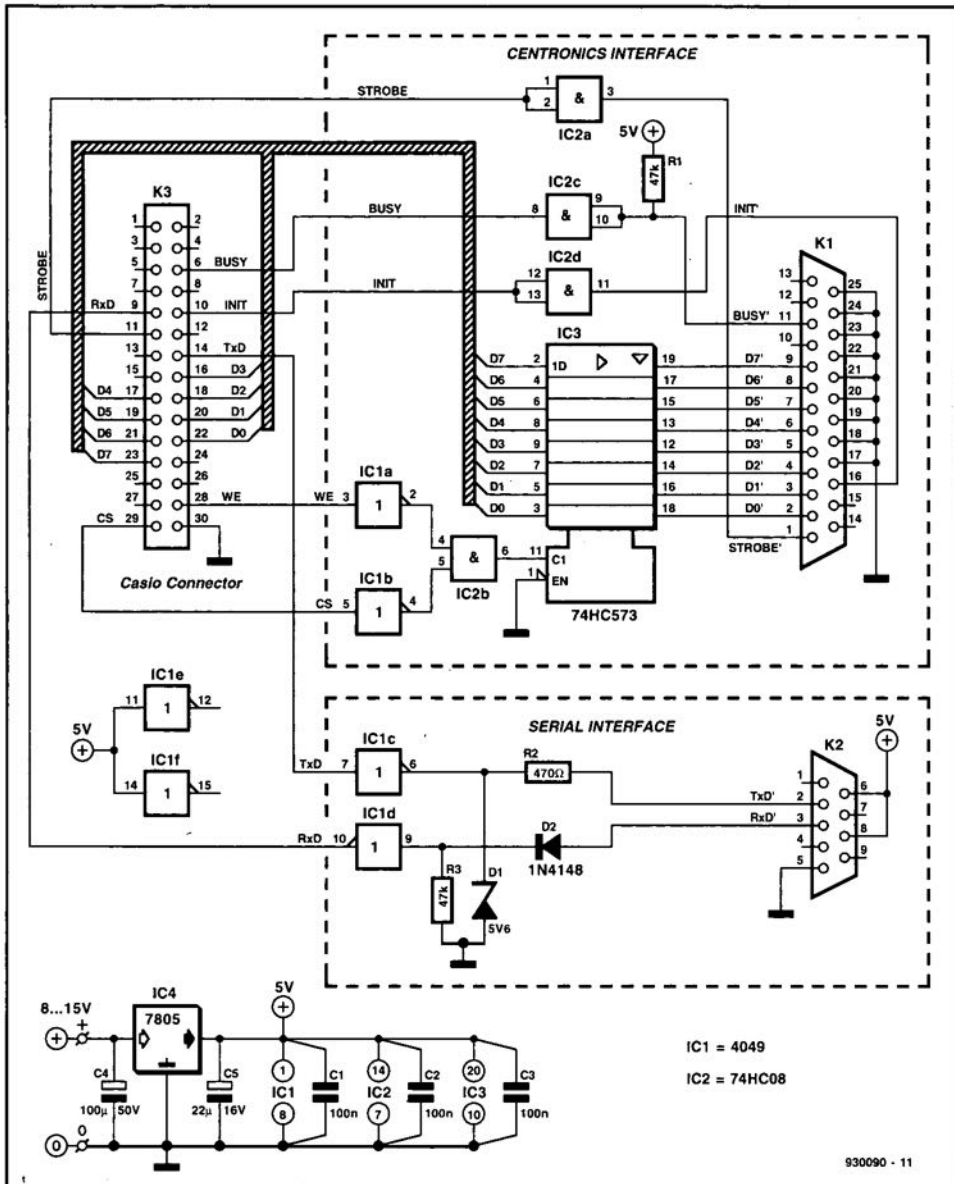 CENTRONICS INTERFACE
STROBE
1
2
&
3
IC2a
5V
R1
47k
K3
IC2c
8
&
9
10
BUSY
INIT'
K1
1
2
3
4
5
6
BUSY
7
8
STROBE
RxD
9
10
INIT
11
12
13
14
TxD
15
16
D3
D4
17
18
D2
D5
19
20
D1
D6
21
22
D0
D7
23
24
25
26
27
28
WE
CS
29
30
Casio Connector
INIT
IC2d
12
13
&
11
IC3
D7 2 1D 19 D7' 9
D6 4 17 D6' 8
D5 6 15 D5' 7
D4 8 13 D4' 6
D3 9 12 D3' 5
D2 7 14 D2' 4
D1 5 16 D1' 3
D0 3 18 D0' 2
13
12
BUSY' 11
10
STROBE' 1
25
24
23
22
21
20
19
18
17
16
15
14
IC1a
WE 3 1 2
4
5
&
6
IC2b
11 C1
1 EN
74HC573
IC1b
CS 5 1 4
IC1e
11 1 12
5V
IC1f
14 1 15
SERIAL INTERFACE
5V
IC1c
TxD 7 1 6
R2
470Ω
K2
1
TxD' 2
RxD' 3
4
5
6
7
8
9
IC1d
RxD 10 1 9
D2
1N4148
R3
47k
D1
5V6
8...15V
+
IC4
7805
5V
C4
100µ 50V
C5
22µ 16V
1
IC1
8
C1
100n
14
IC2
7
C2
100n
20
IC3
10
C3
100n
0
0
IC1 = 4049
IC2 = 74HC08
930090 - 11